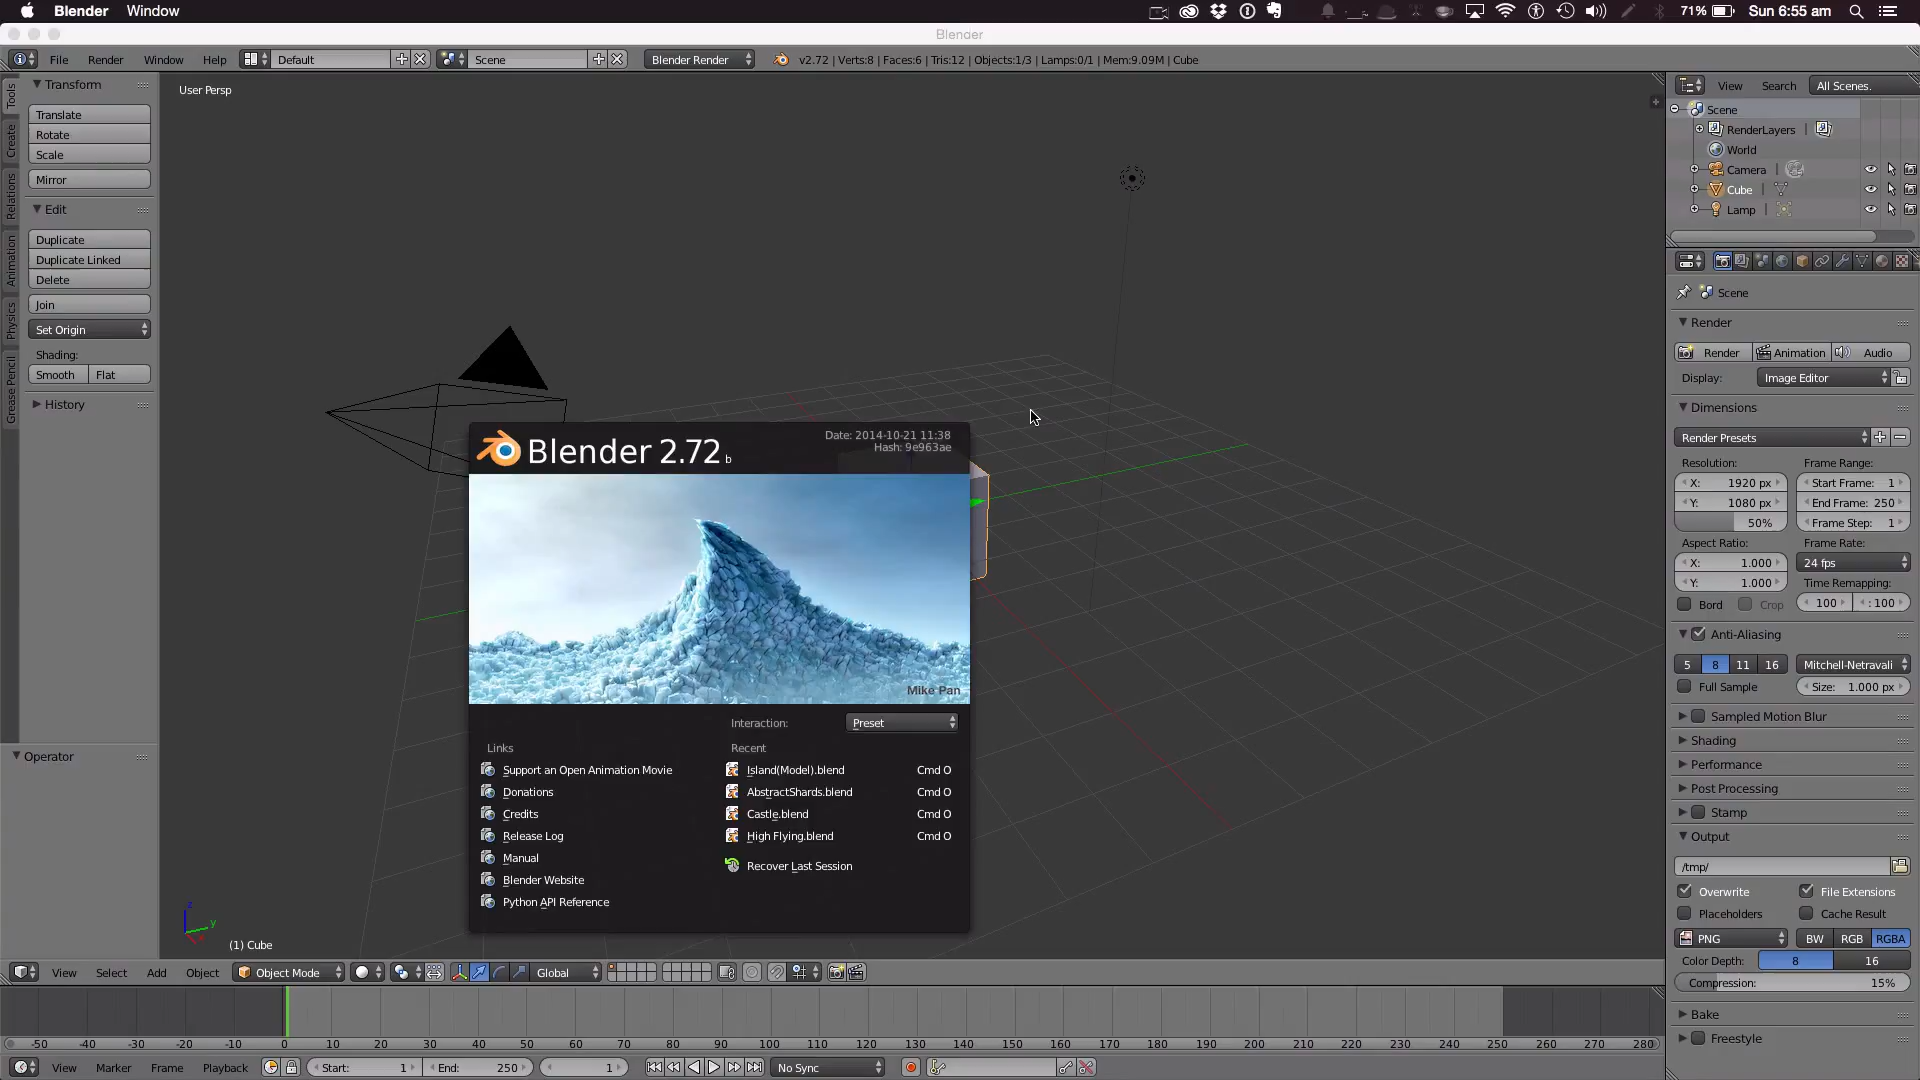 Blender Window 71% Sun 6:55 am
Blender
File Render Window Help Default Scene Blender Render v2.72 | Verts:8 | Faces:6 | Tris:12 | Objects:1/3 | Lamps:0/1 | Mem:9.09M | Cube
Tools
Create
Relations
Animation
Physics
Grease Pencil
Transform
Translate
Rotate
Scale
Mirror
Edit
Duplicate
Duplicate Linked
Delete
Join
Set Origin
Shading:
Smooth Flat
History
Operator
User Persp
Blender 2.72 b
Date: 2014-10-21 11:38
Hash: 9e963ae
Mike Pan
Interaction: Preset
Links
Support an Open Animation Movie
Donations
Credits
Release Log
Manual
Blender Website
Python API Reference
Recent
Island(Model).blend Cmd O
AbstractShards.blend Cmd O
Castle.blend Cmd O
High Flying.blend Cmd O
Recover Last Session
z
y
x
(1) Cube
View Search All Scenes
Scene
RenderLayers |
World
Camera |
Cube |
Lamp |
Scene
Render
Render Animation Audio
Display: Image Editor
Dimensions
Render Presets
Resolution: Frame Range:
X: 1920 px Start Frame: 1
Y: 1080 px End Frame: 250
50% Frame Step: 1
Aspect Ratio: Frame Rate:
X: 1.000 24 fps
Y: 1.000 Time Remapping:
Bord Crop 100 : 100
Anti-Aliasing
5 8 11 16 Mitchell-Netravali
Full Sample Size: 1.000 px
Sampled Motion Blur
Shading
Performance
Post Processing
Stamp
Output
/tmp/
Overwrite File Extensions
Placeholders Cache Result
PNG BW RGB RGBA
Color Depth: 8 16
Compression: 15%
Bake
Freestyle
View Select Add Object Object Mode Global
-50 -40 -30 -20 -10 0 10 20 30 40 50 60 70 80 90 100 110 120 130 140 150 160 170 180 190 200 210 220 230 240 250 260 270 280
View Marker Frame Playback Start: 1 End: 250 1 No Sync